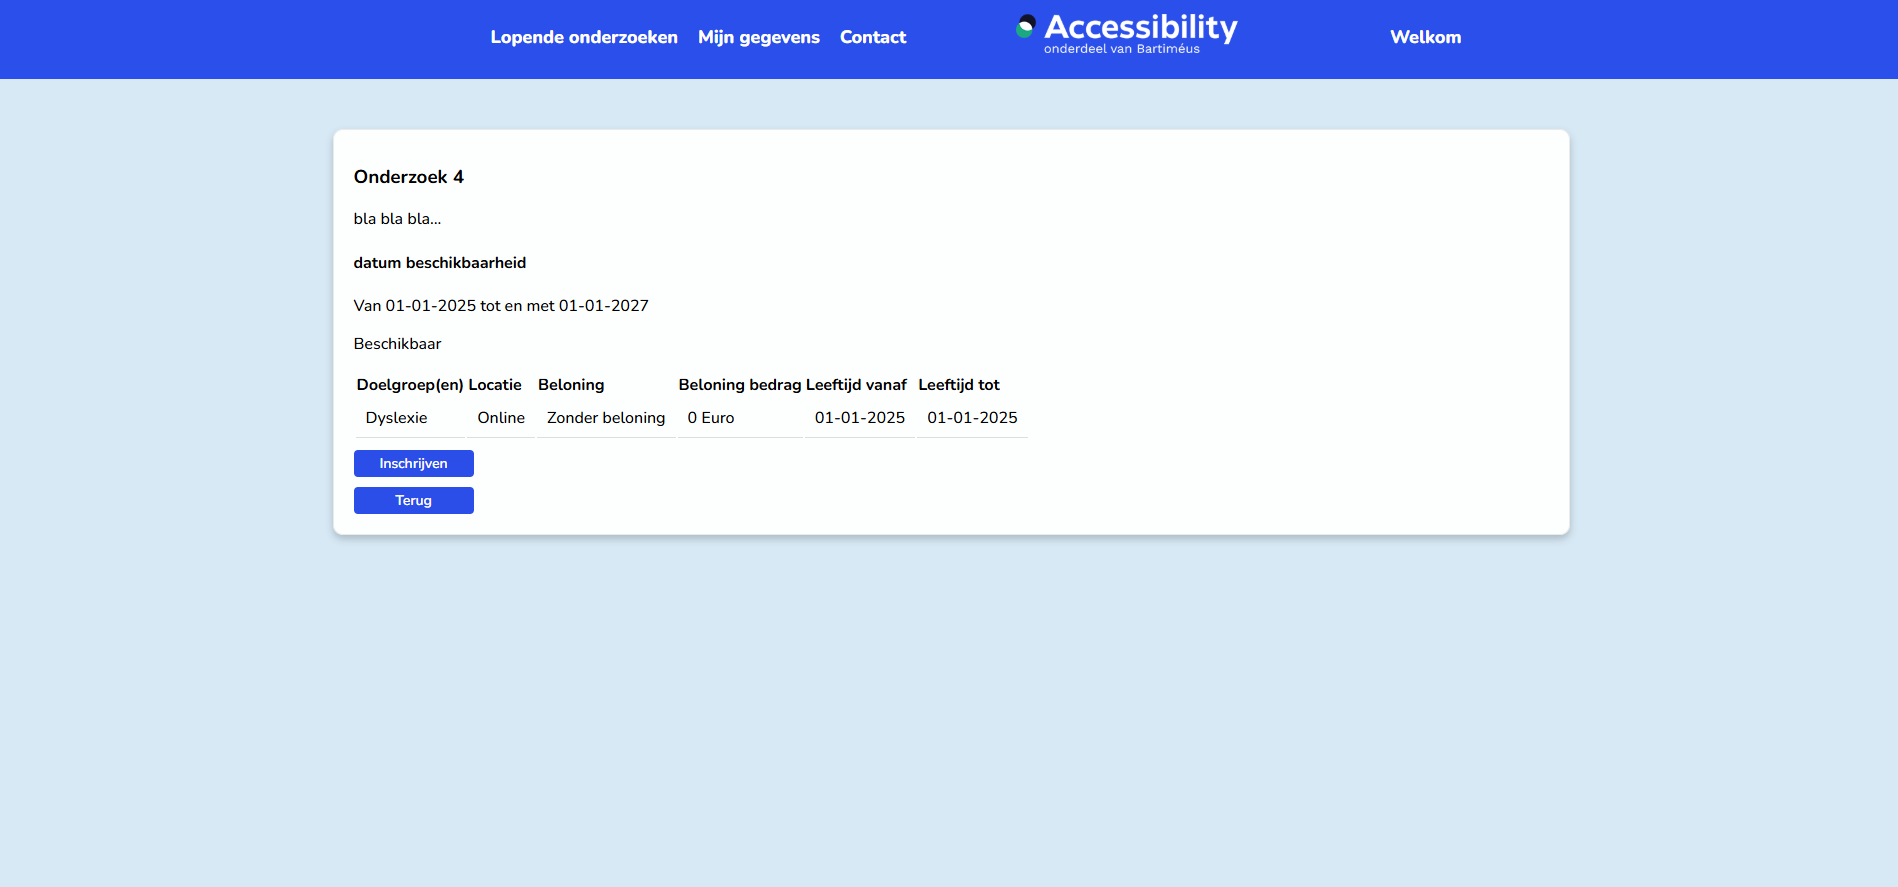 Lopende onderzoeken Mijn gegevens Contact Accessibility Welkom
onderdeel van Bartiméus
Onderzoek 4
bla bla bla...
datum beschikbaarheid
Van 01-01-2025 tot en met 01-01-2027
Beschikbaar
Doelgroep(en) Locatie Beloning Beloning bedrag Leeftijd vanaf Leeftijd tot
Dyslexie Online Zonder beloning 0 Euro 01-01-2025 01-01-2025
Inschrijven
Terug